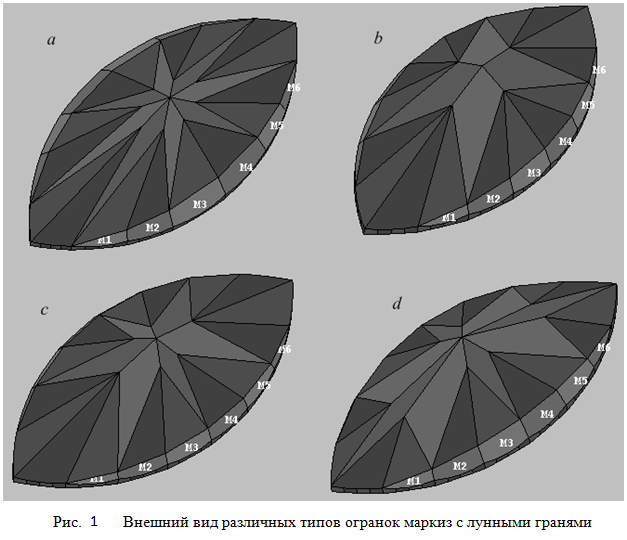 a
b
M6
M6
M5
M5
M4
M4
M3
M3
M2
M2
M1
M1
c
d
M6
M6
M5
M5
M4
M4
M3
M3
M2
M2
M1
M1
Рис. 1 Внешний вид различных типов огранок маркиз с лунными гранями